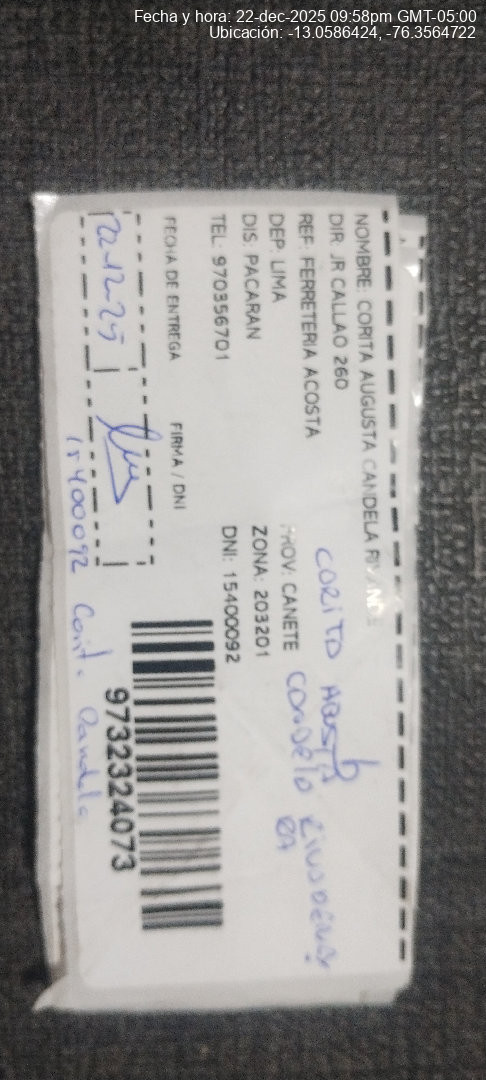 Fecha y hora: 22-dec-2025 09:58pm GMT-05:00
Ubicación: -13.0586424, -76.3564722
NOMBRE: CORITA AUGUSTA CANDELA
DIR: JR CALLAO 260
REF: FERRETERIA ACOSTA
DEP: LIMA
PROV: CANETE
DIS: PACARAN
ZONA: 203201
TEL: 970356701
DNI: 15400092
CORITO
FECHA DE ENTREGA
FIRMA / DNI
22-12-25
15400092 Candela
9732324073